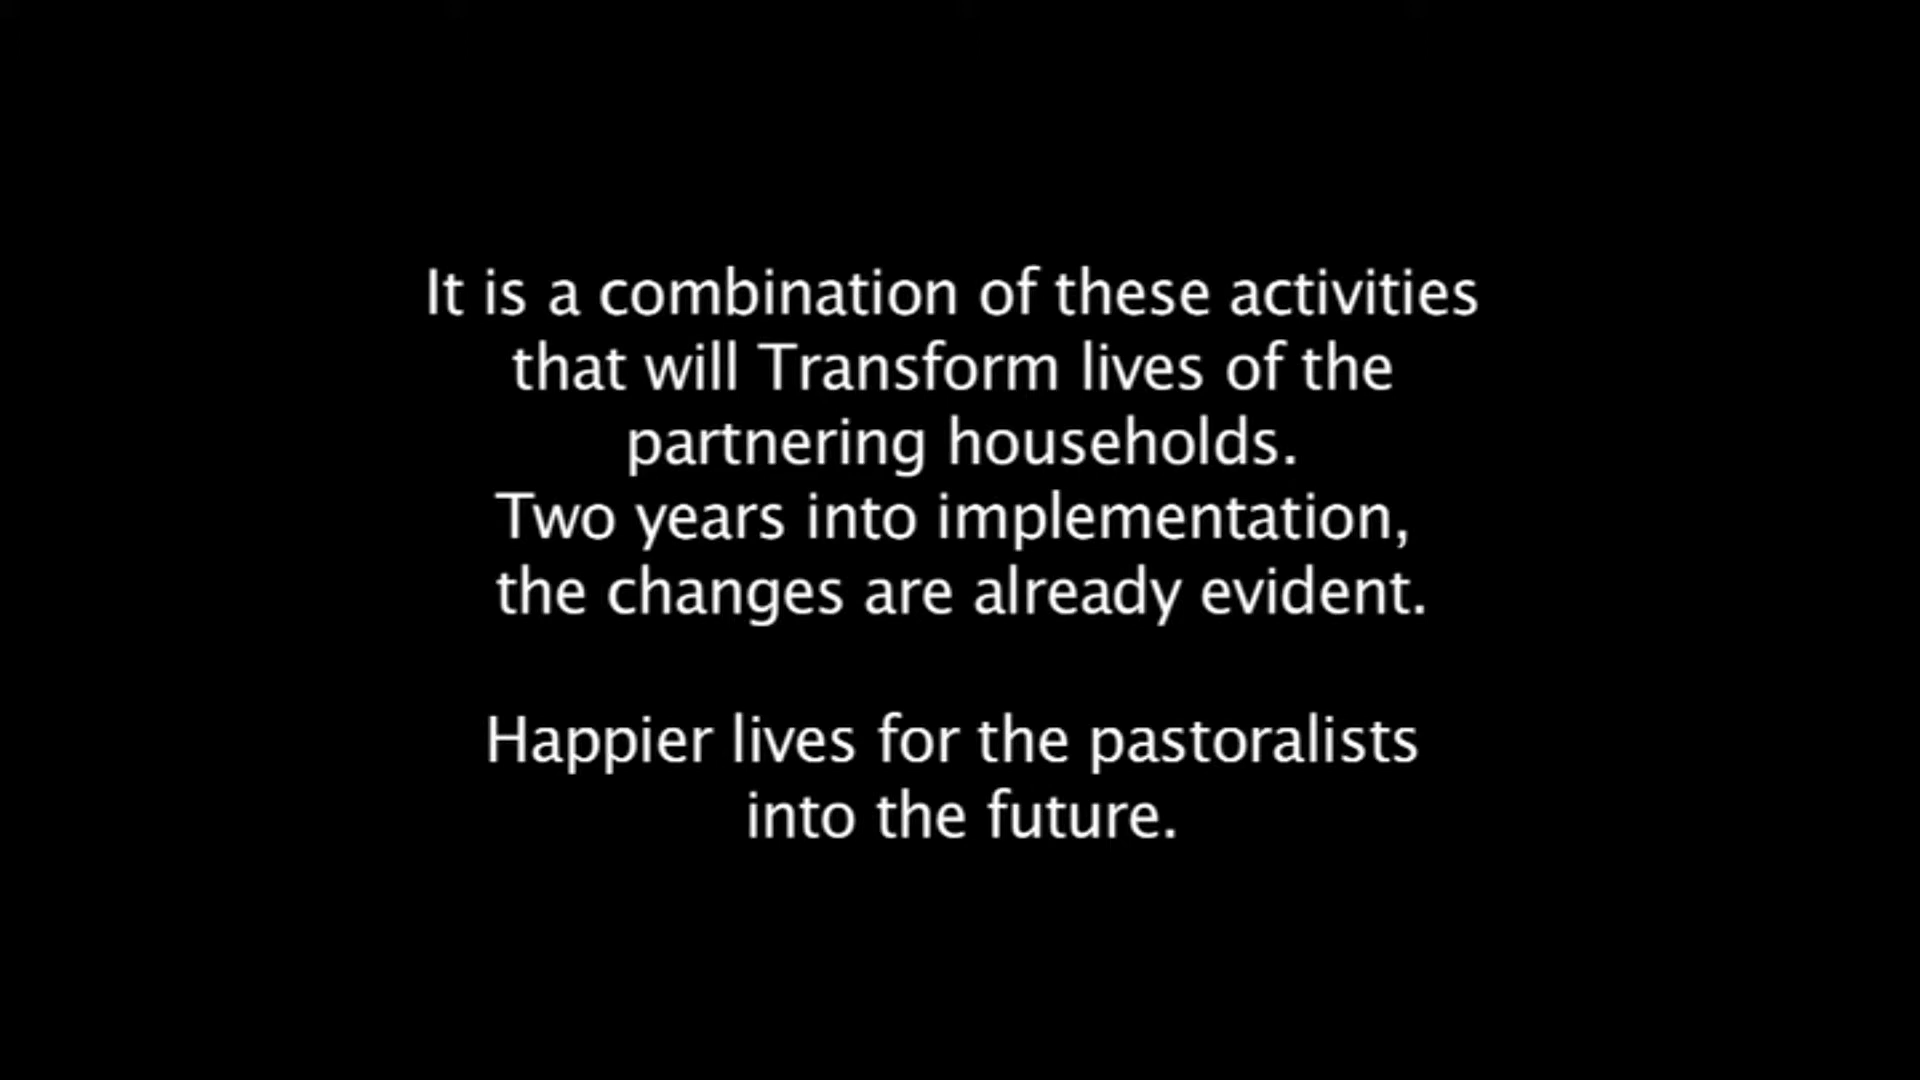 It is a combination of these activities
that will Transform lives of the
partnering households.
Two years into implementation,
the changes are already evident.
Happier lives for the pastoralists
into the future.